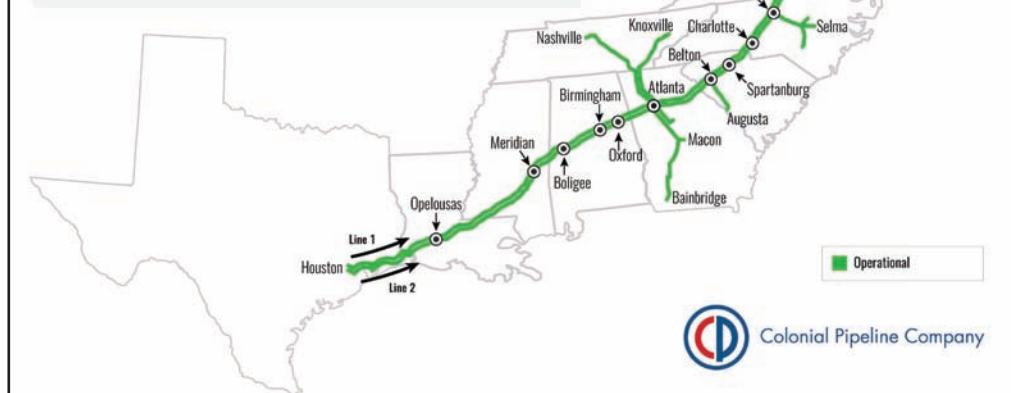 Knoxville
Charlotte
Selma
Nashville
Belton
Spartanburg
Atlanta
Birmingham
Augusta
Macon
Meridian
Oxford
Boligee
Bainbridge
Opelousas
Line 1
Houston
Line 2
Operational
CP Colonial Pipeline Company